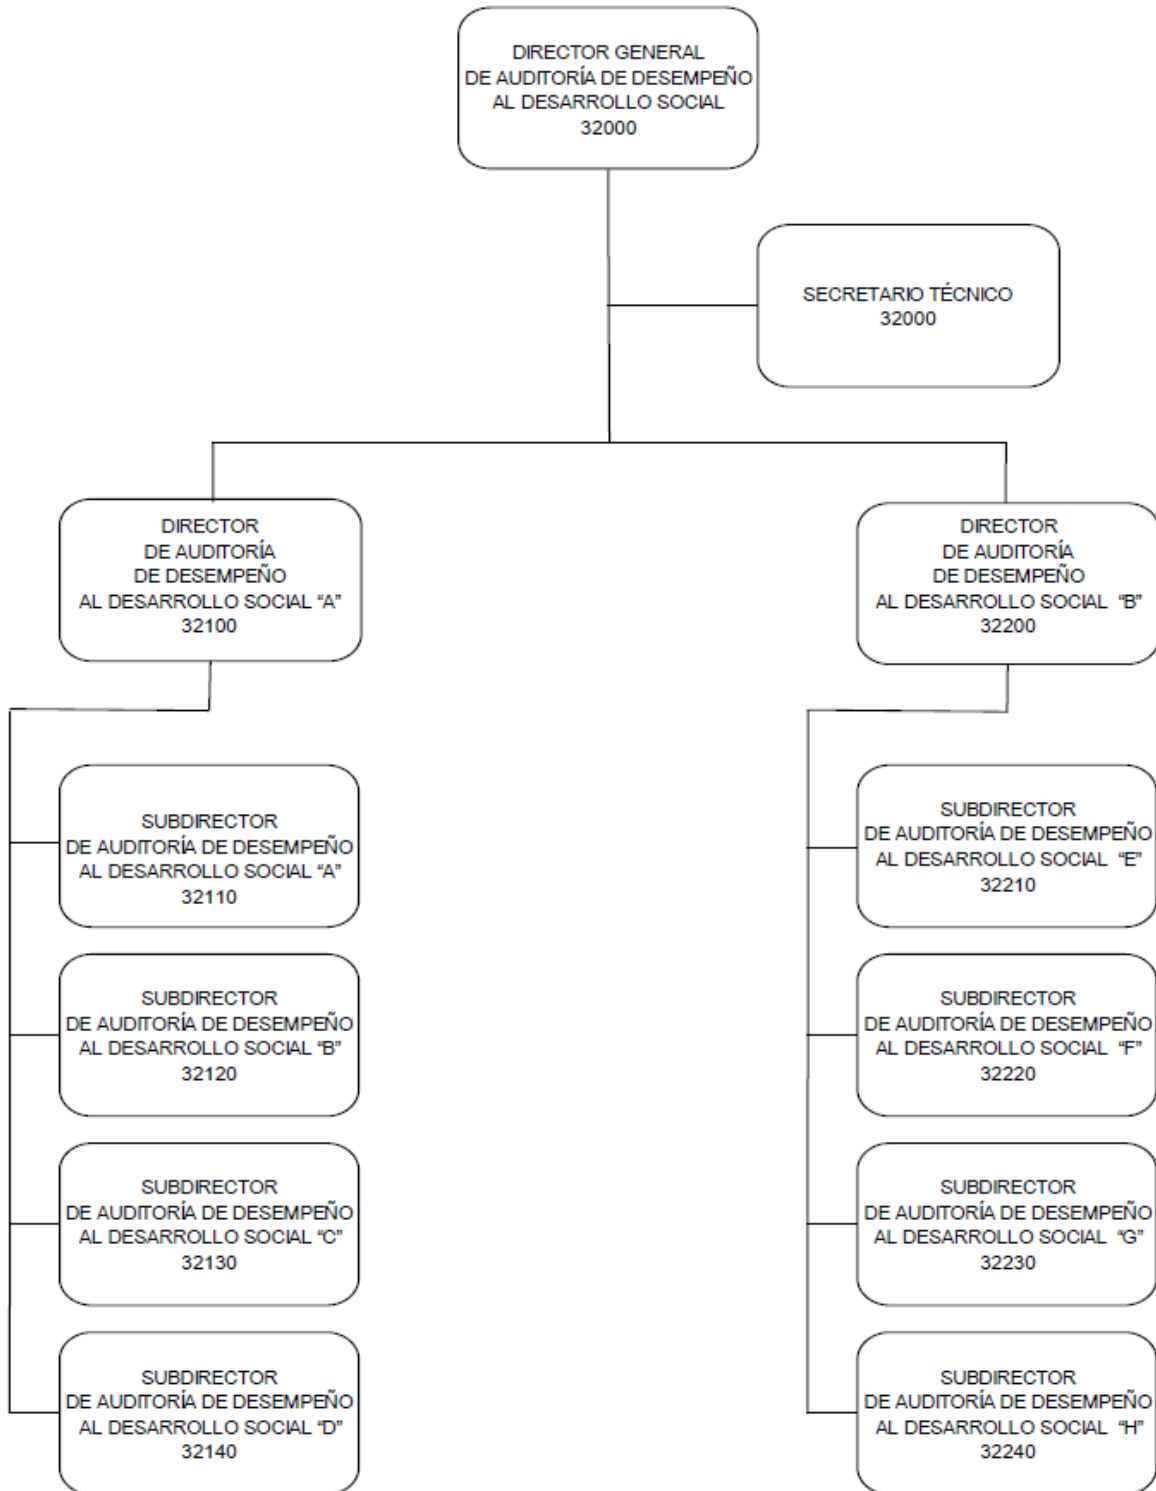 DIRECTOR GENERAL
DE AUDITORÍA DE DESEMPEÑO
AL DESARROLLO SOCIAL
32000
SECRETARIO TÉCNICO
32000
DIRECTOR
DE AUDITORÍA
DE DESEMPEÑO
AL DESARROLLO SOCIAL “A”
32100
DIRECTOR
DE AUDITORÍA
DE DESEMPEÑO
AL DESARROLLO SOCIAL “B”
32200
SUBDIRECTOR
DE AUDITORÍA DE DESEMPEÑO
AL DESARROLLO SOCIAL “A”
32110
SUBDIRECTOR
DE AUDITORÍA DE DESEMPEÑO
AL DESARROLLO SOCIAL “B”
32120
SUBDIRECTOR
DE AUDITORÍA DE DESEMPEÑO
AL DESARROLLO SOCIAL “C”
32130
SUBDIRECTOR
DE AUDITORÍA DE DESEMPEÑO
AL DESARROLLO SOCIAL “D”
32140
SUBDIRECTOR
DE AUDITORÍA DE DESEMPEÑO
AL DESARROLLO SOCIAL “E”
32210
SUBDIRECTOR
DE AUDITORÍA DE DESEMPEÑO
AL DESARROLLO SOCIAL “F”
32220
SUBDIRECTOR
DE AUDITORÍA DE DESEMPEÑO
AL DESARROLLO SOCIAL “G”
32230
SUBDIRECTOR
DE AUDITORÍA DE DESEMPEÑO
AL DESARROLLO SOCIAL “H”
32240